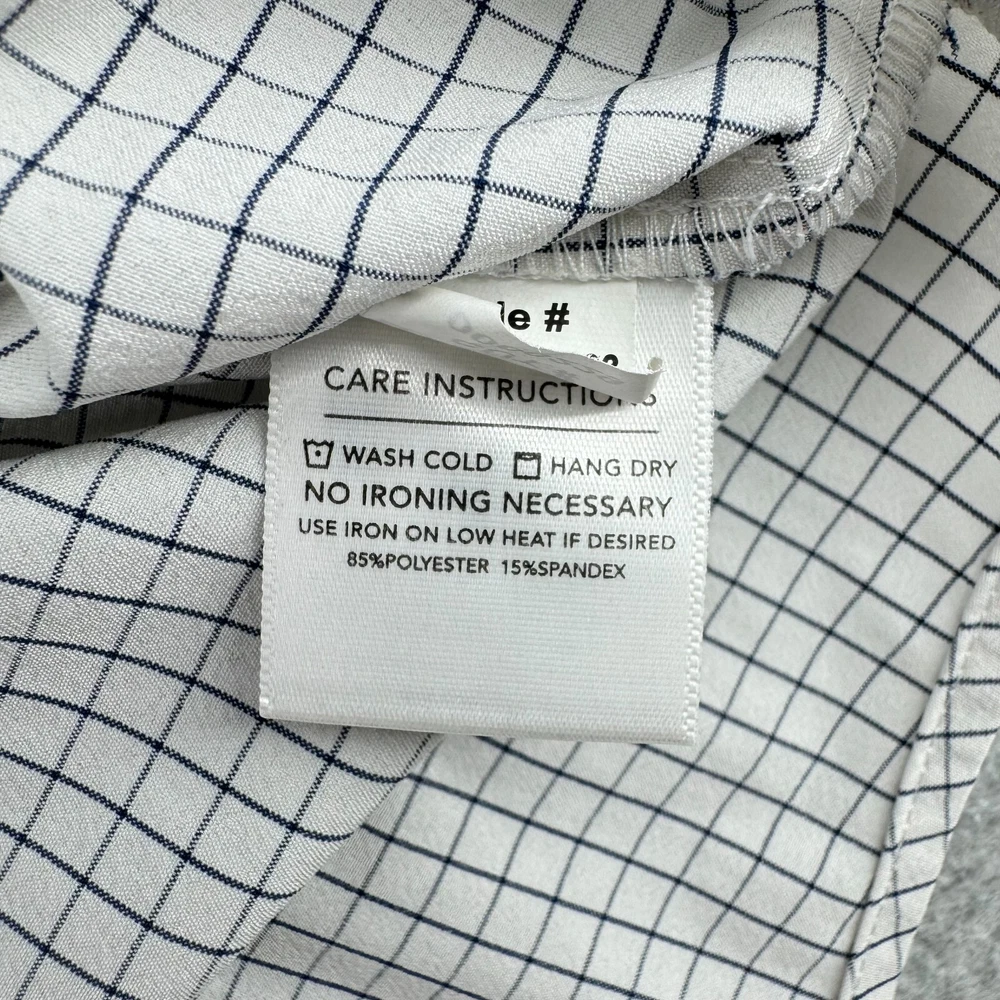 le #
CARE INSTRUCTIONS
WASH COLD HANG DRY
NO IRONING NECESSARY
USE IRON ON LOW HEAT IF DESIRED
85%POLYESTER 15%SPANDEX